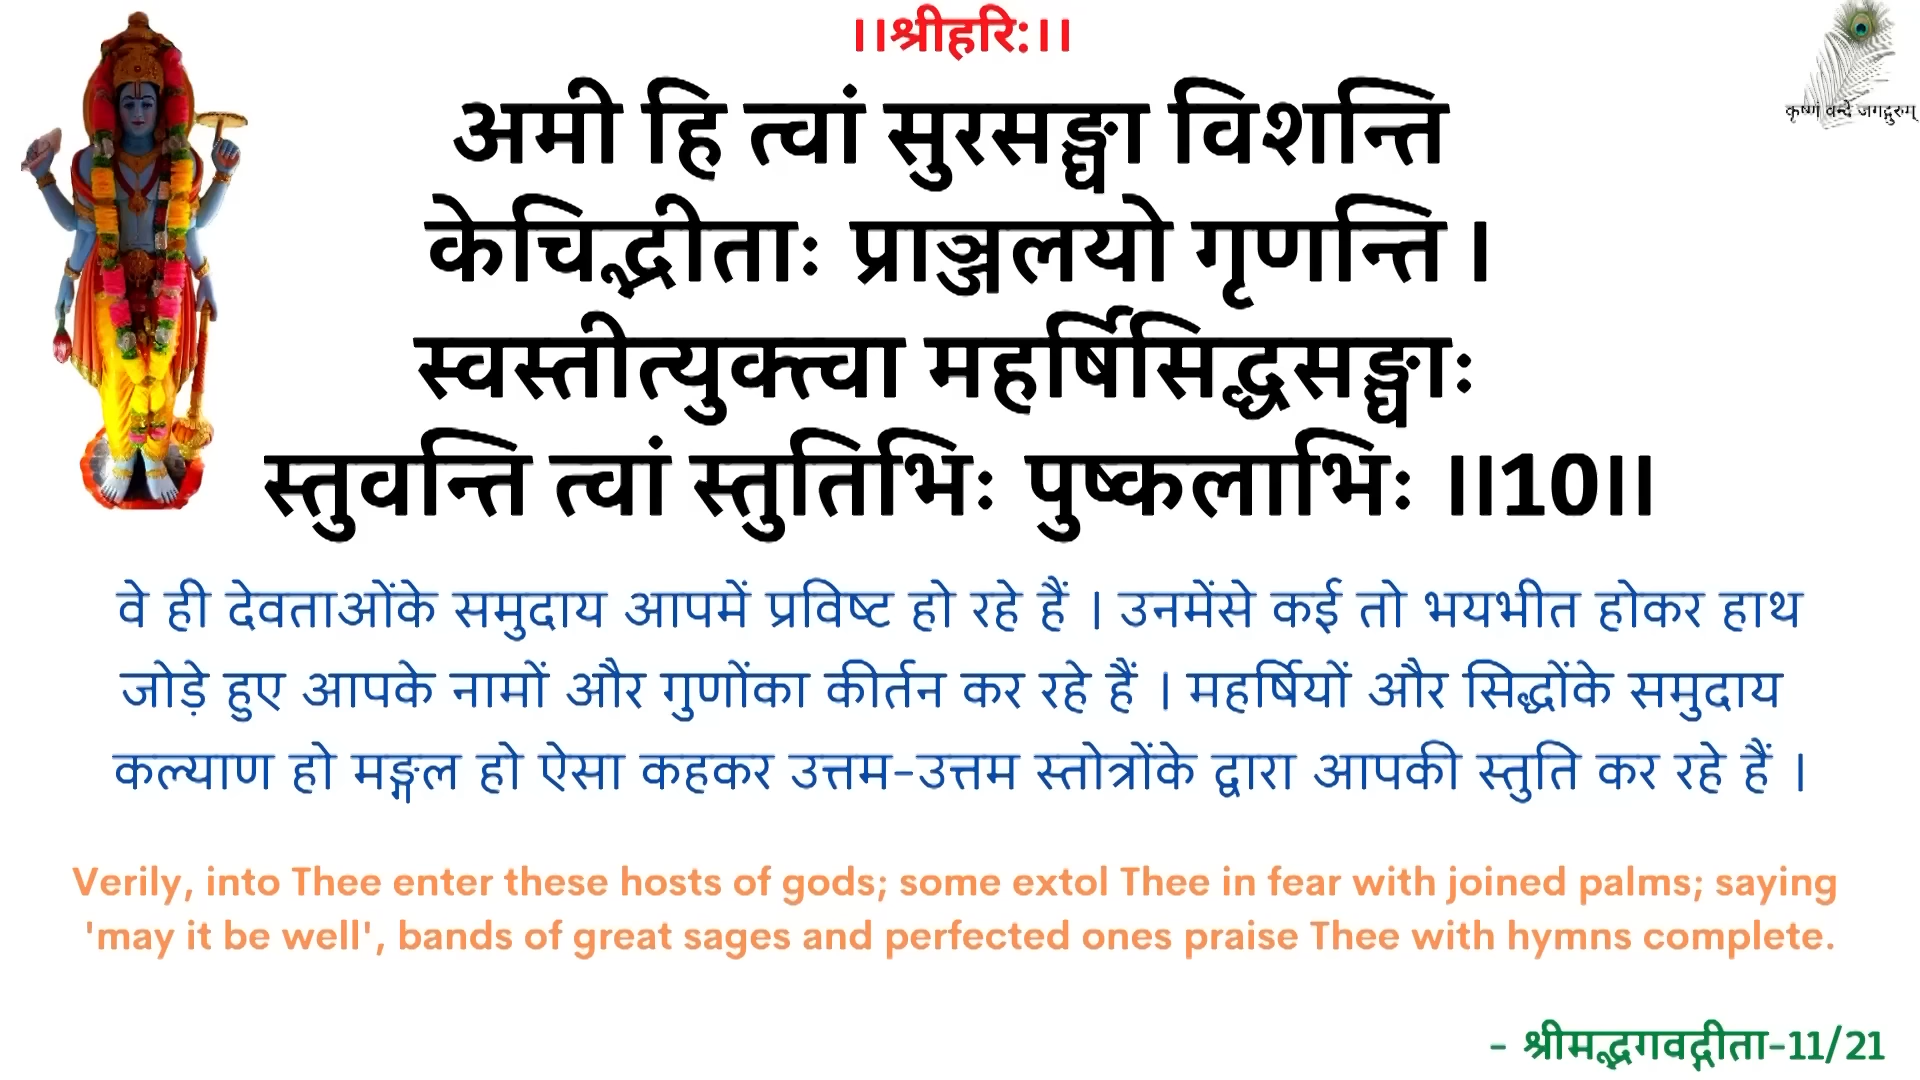 ।।श्रीहरि:।।
कृष्णं वन्दे जगद्गुरुम्
अमी हि त्वां सुरसङ्घा विशन्ति
केचिद्भीताः प्राञ्जलयो गृणन्ति ।
स्वस्तीत्युक्त्वा महर्षिसिद्धसङ्घाः
स्तुवन्ति त्वां स्तुतिभिः पुष्कलाभिः ।।10।।
वे ही देवताओंके समुदाय आपमें प्रविष्ट हो रहे हैं । उनमेंसे कई तो भयभीत होकर हाथ
जोड़े हुए आपके नामों और गुणोंका कीर्तन कर रहे हैं । महर्षियों और सिद्धोंके समुदाय
कल्याण हो मङ्गल हो ऐसा कहकर उत्तम-उत्तम स्तोत्रोंके द्वारा आपकी स्तुति कर रहे हैं ।
Verily, into Thee enter these hosts of gods; some extol Thee in fear with joined palms; saying
'may it be well', bands of great sages and perfected ones praise Thee with hymns complete.
- श्रीमद्भगवद्गीता-11/21